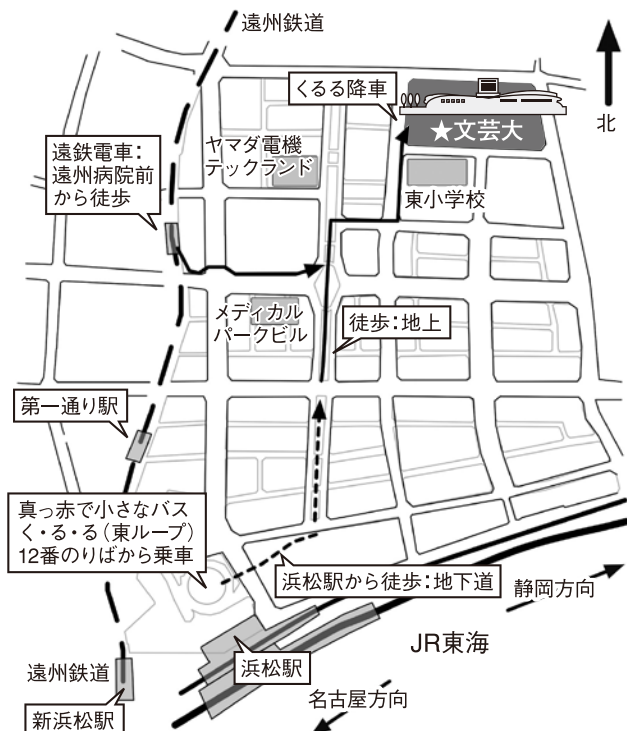 遠州鉄道
くるる降車
★文芸大
北
ヤマダ電機
テックランド
遠鉄電車：
遠州病院前
から徒歩
東小学校
メディカル
パークビル
徒歩：地上
第一通り駅
真っ赤で小さなバス
く・る・る（東ループ）
12番のりばから乗車
浜松駅から徒歩：地下道
静岡方向
JR東海
浜松駅
遠州鉄道
名古屋方向
新浜松駅